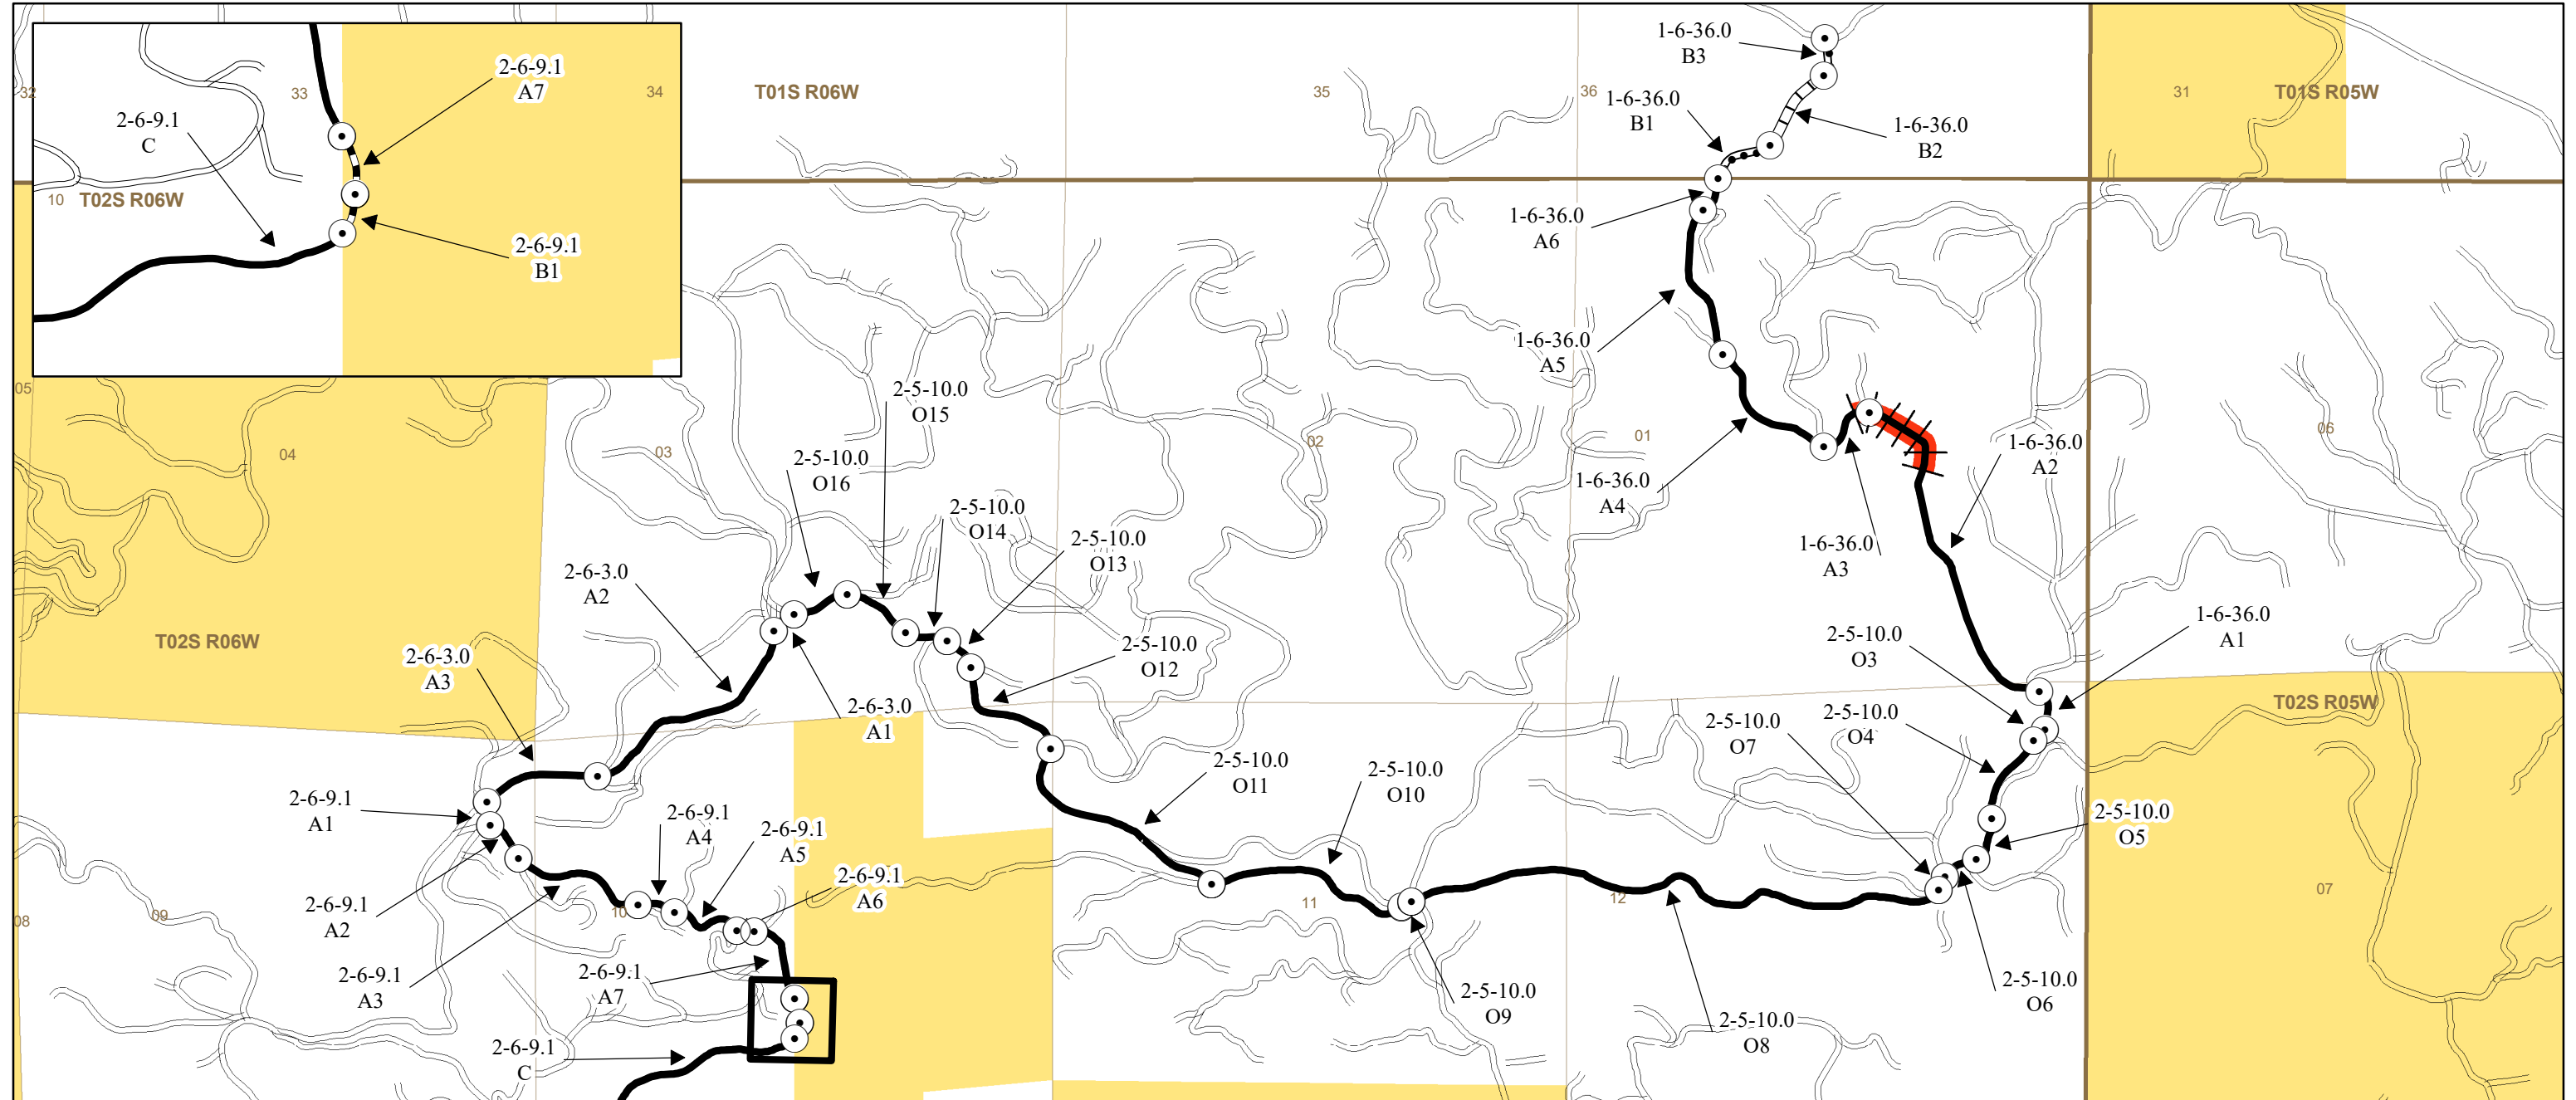 2-6-9.1
A7
2-6-9.1
C
2-6-9.1
B1
32
33
34
10
T02S R06W
T01S R06W
35
36
31
T01S R05W
1-6-36.0
B3
1-6-36.0
B1
1-6-36.0
B2
1-6-36.0
A6
1-6-36.0
A5
1-6-36.0
A4
1-6-36.0
A3
1-6-36.0
A2
1-6-36.0
A1
05
04
03
02
01
06
2-5-10.0
O15
2-5-10.0
O16
2-5-10.0
O14
2-5-10.0
O13
2-5-10.0
O12
2-6-3.0
A2
2-6-3.0
A3
2-6-3.0
A1
T02S R06W
T02S R05W
2-5-10.0
O3
2-5-10.0
O4
2-5-10.0
O7
2-5-10.0
O5
2-5-10.0
O11
2-5-10.0
O10
2-6-9.1
A1
2-6-9.1
A4
2-6-9.1
A5
2-6-9.1
A6
2-6-9.1
A2
2-6-9.1
A3
2-6-9.1
A7
2-6-9.1
C
08
09
10
11
12
07
2-5-10.0
O9
2-5-10.0
O8
2-5-10.0
O6